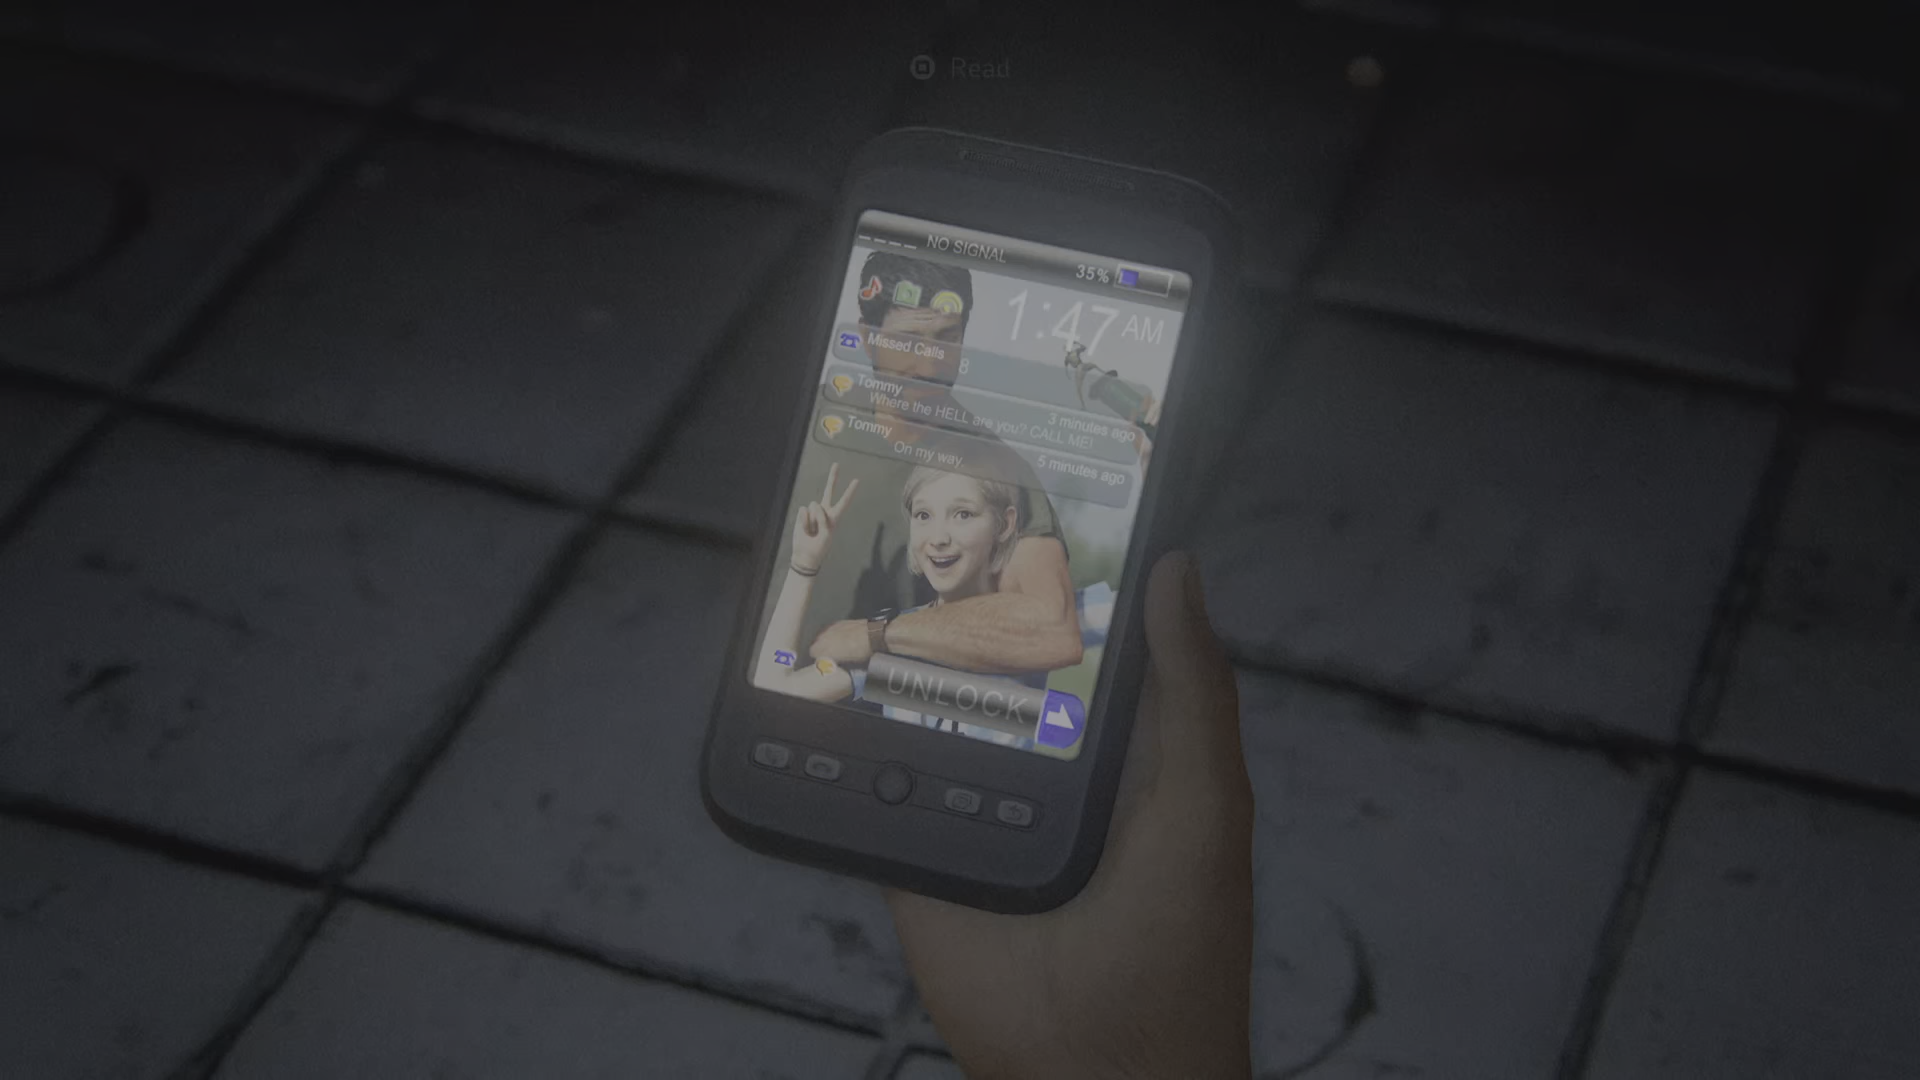 Read
NO SIGNAL
35%
1:47 AM
Missed Calls
8
Tommy
3 minutes ago
Where the HELL are you? CALL ME!
Tommy
5 minutes ago
On my way.
UNLOCK